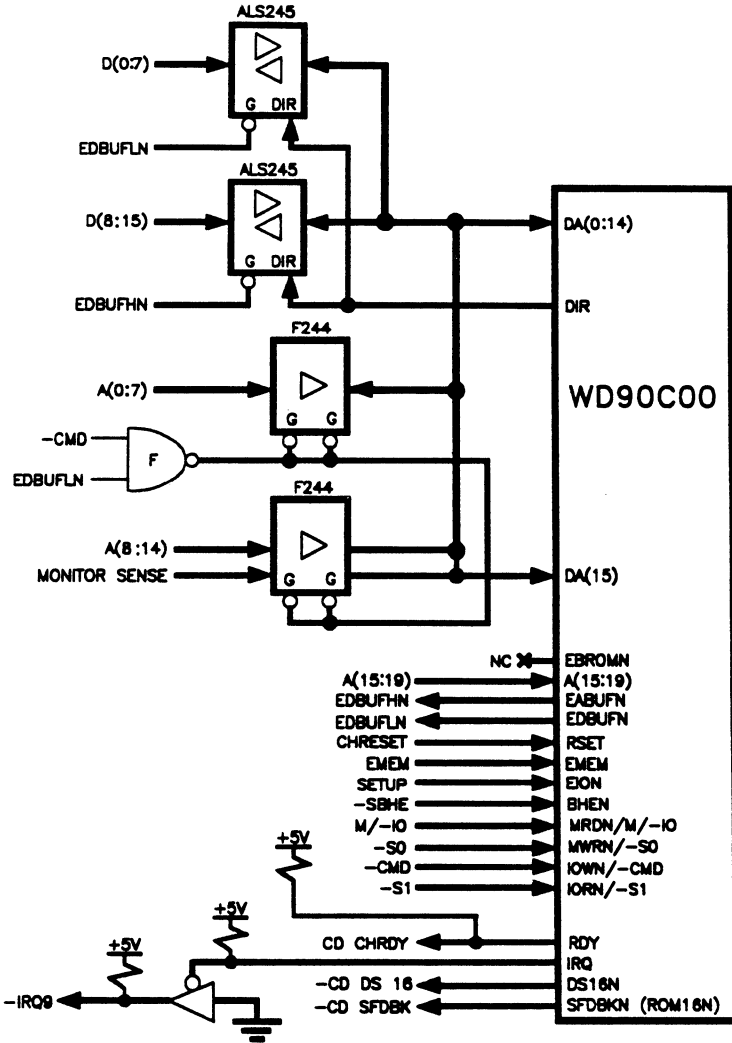 ALS245
D(0:7)
G DIR
EDBUFLN
ALS245
D(8:15)
DA(0:14)
G DIR
EDBUFHN
DIR
F244
A(0:7)
WD90C00
G G
-CMD
F
EDBUFLN
F244
A(8:14)
MONITOR SENSE
G G
DA(15)
NC EBROMN
A(15:19) A(15:19)
EDBUFHN EABUFN
EDBUFLN EDBUFN
CHRESET RSET
EMEM EMEM
SETUP EION
-SBHE BHEN
M/-IO MRDN/M/-IO
-S0 MWRN/-S0
-CMD IOWN/-CMD
-S1 IORN/-S1
+5V
+5V
+5V
CD CHRDY RDY
IRQ
-CD DS 16 DS16N
-IRQ9
-CD SFDBK SFDBKN (ROM16N)